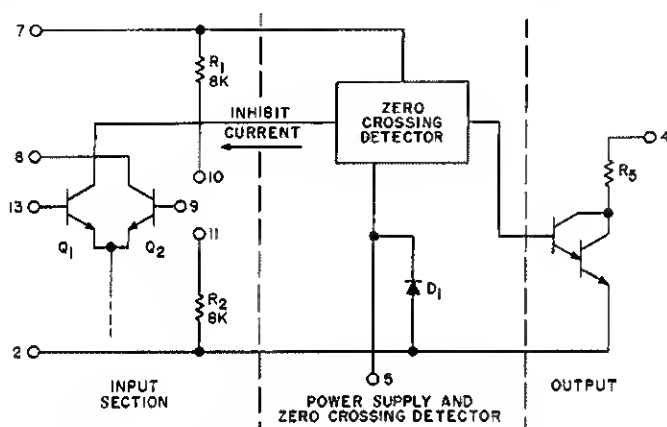 7
R1
8K
INHIBIT
CURRENT
ZERO
CROSSING
DETECTOR
4
R5
8
10
13
9
11
Q1
Q2
R2
8K
D1
2
5
INPUT
SECTION
POWER SUPPLY AND
ZERO CROSSING DETECTOR
OUTPUT